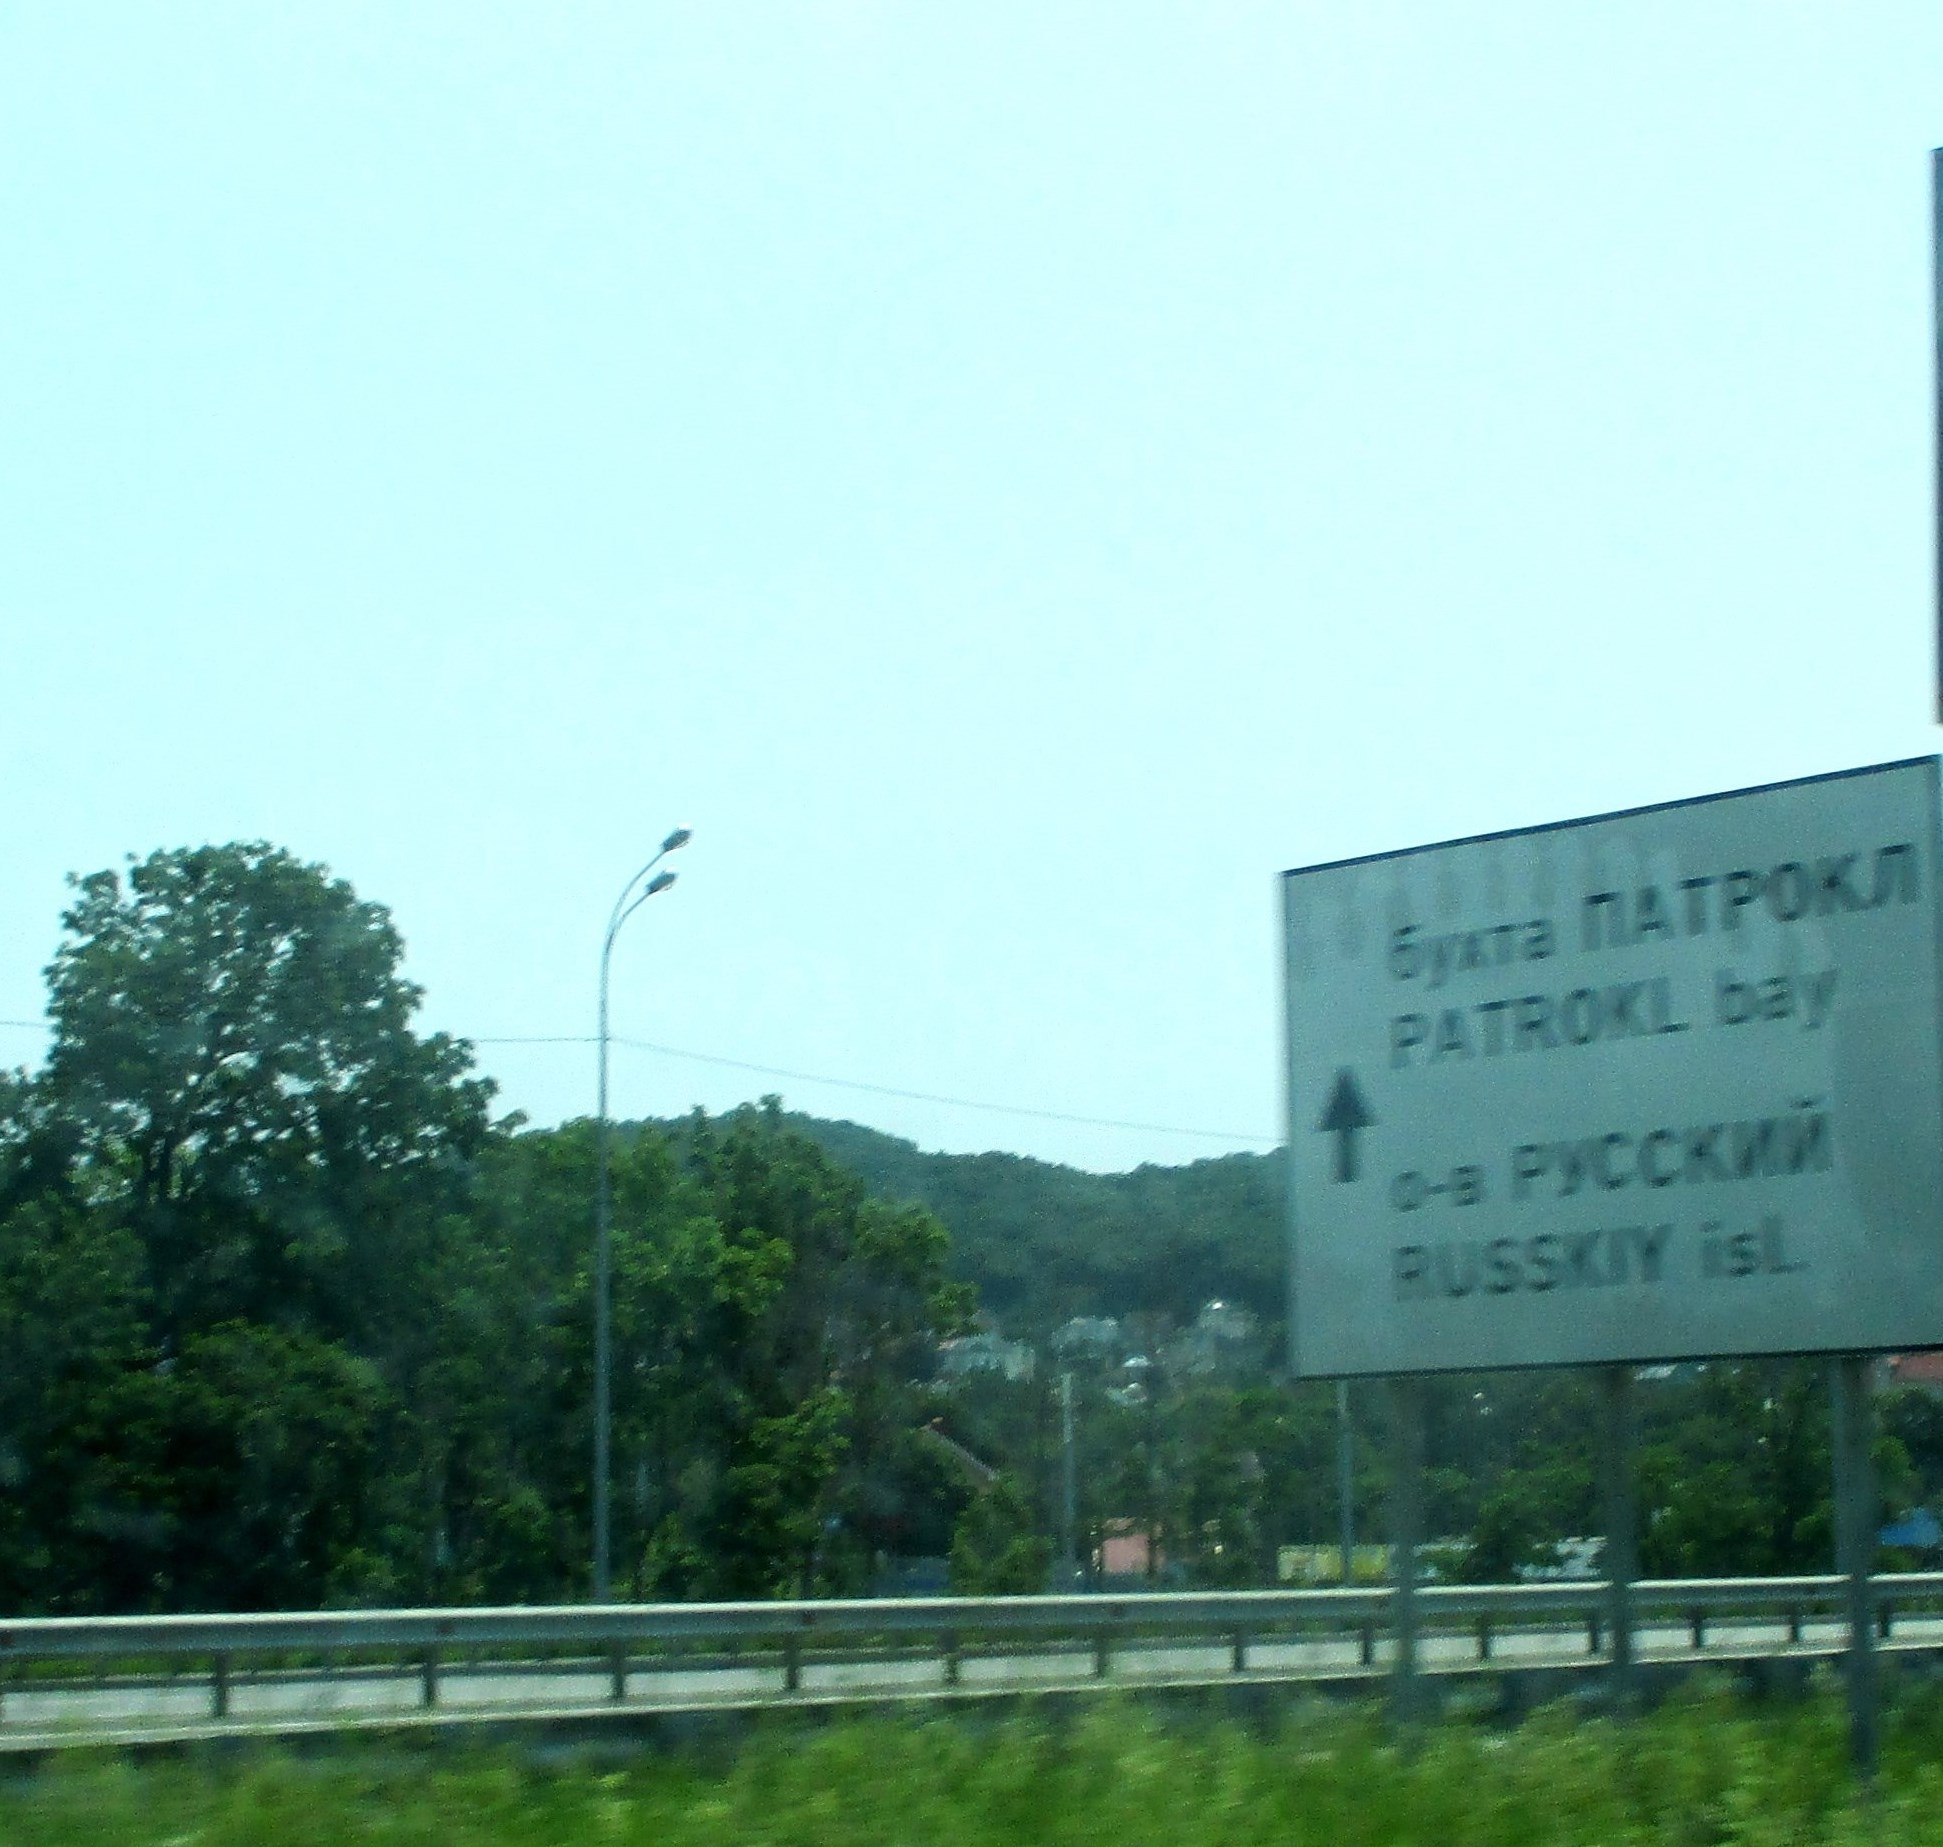 бухта ПАТРОКЛ
PATROKL bay
о-в РУССКИЙ
RUSSKIY isl.